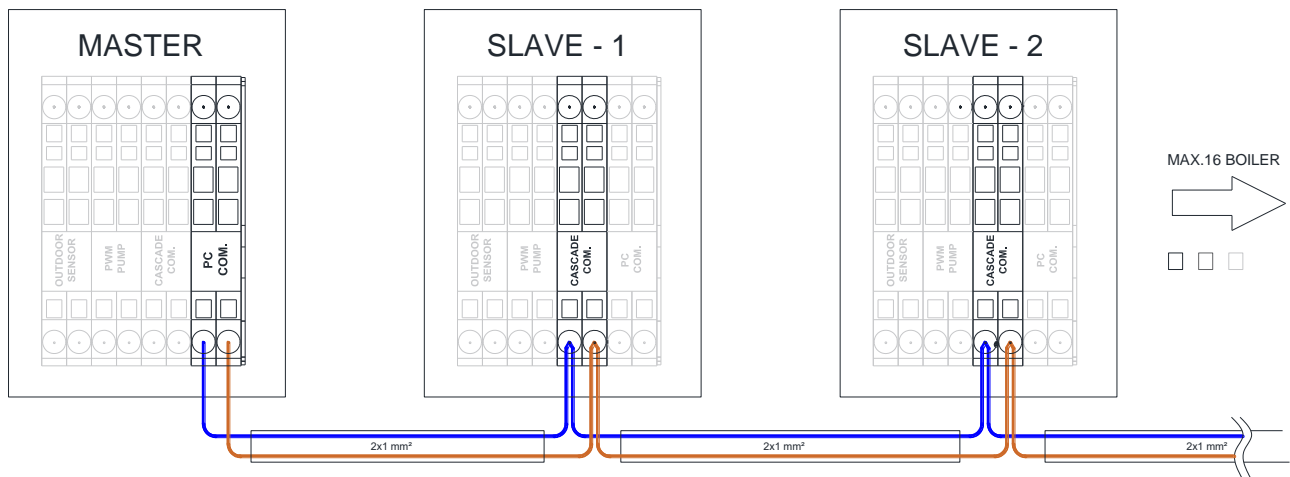 MASTER
SLAVE - 1
SLAVE - 2
OUTDOOR
SENSOR
PWM
PUMP
CASCADE
COM.
PC
COM.
OUTDOOR
SENSOR
PWM
PUMP
CASCADE
COM.
PC
COM.
OUTDOOR
SENSOR
PWM
PUMP
CASCADE
COM.
PC
COM.
MAX.16 BOILER
2x1 mm²
2x1 mm²
2x1 mm²